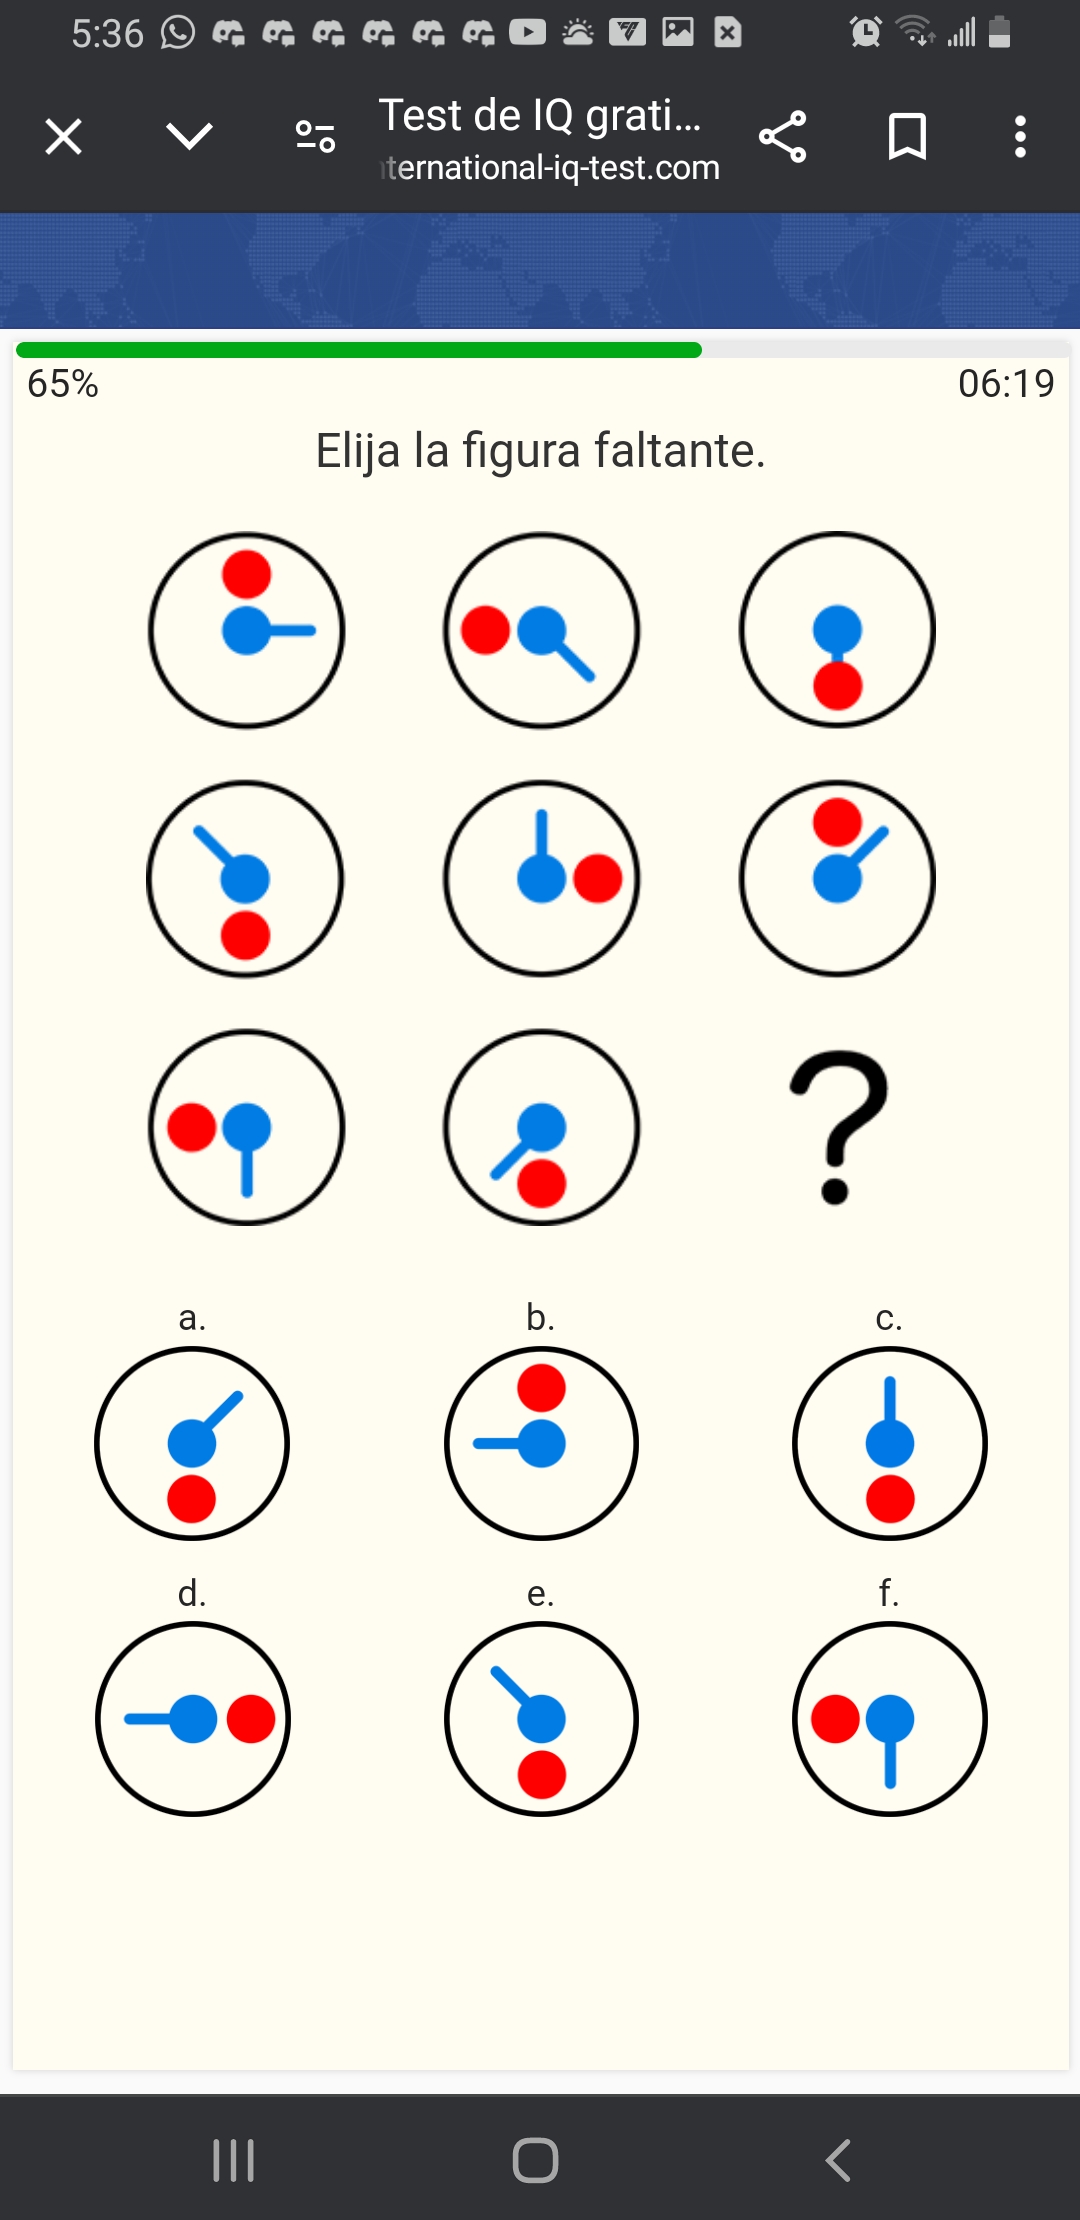 5:36
Test de IQ grati...
ternational-iq-test.com
65%
06:19
Elija la figura faltante.
?
a.
b.
c.
d.
e.
f.